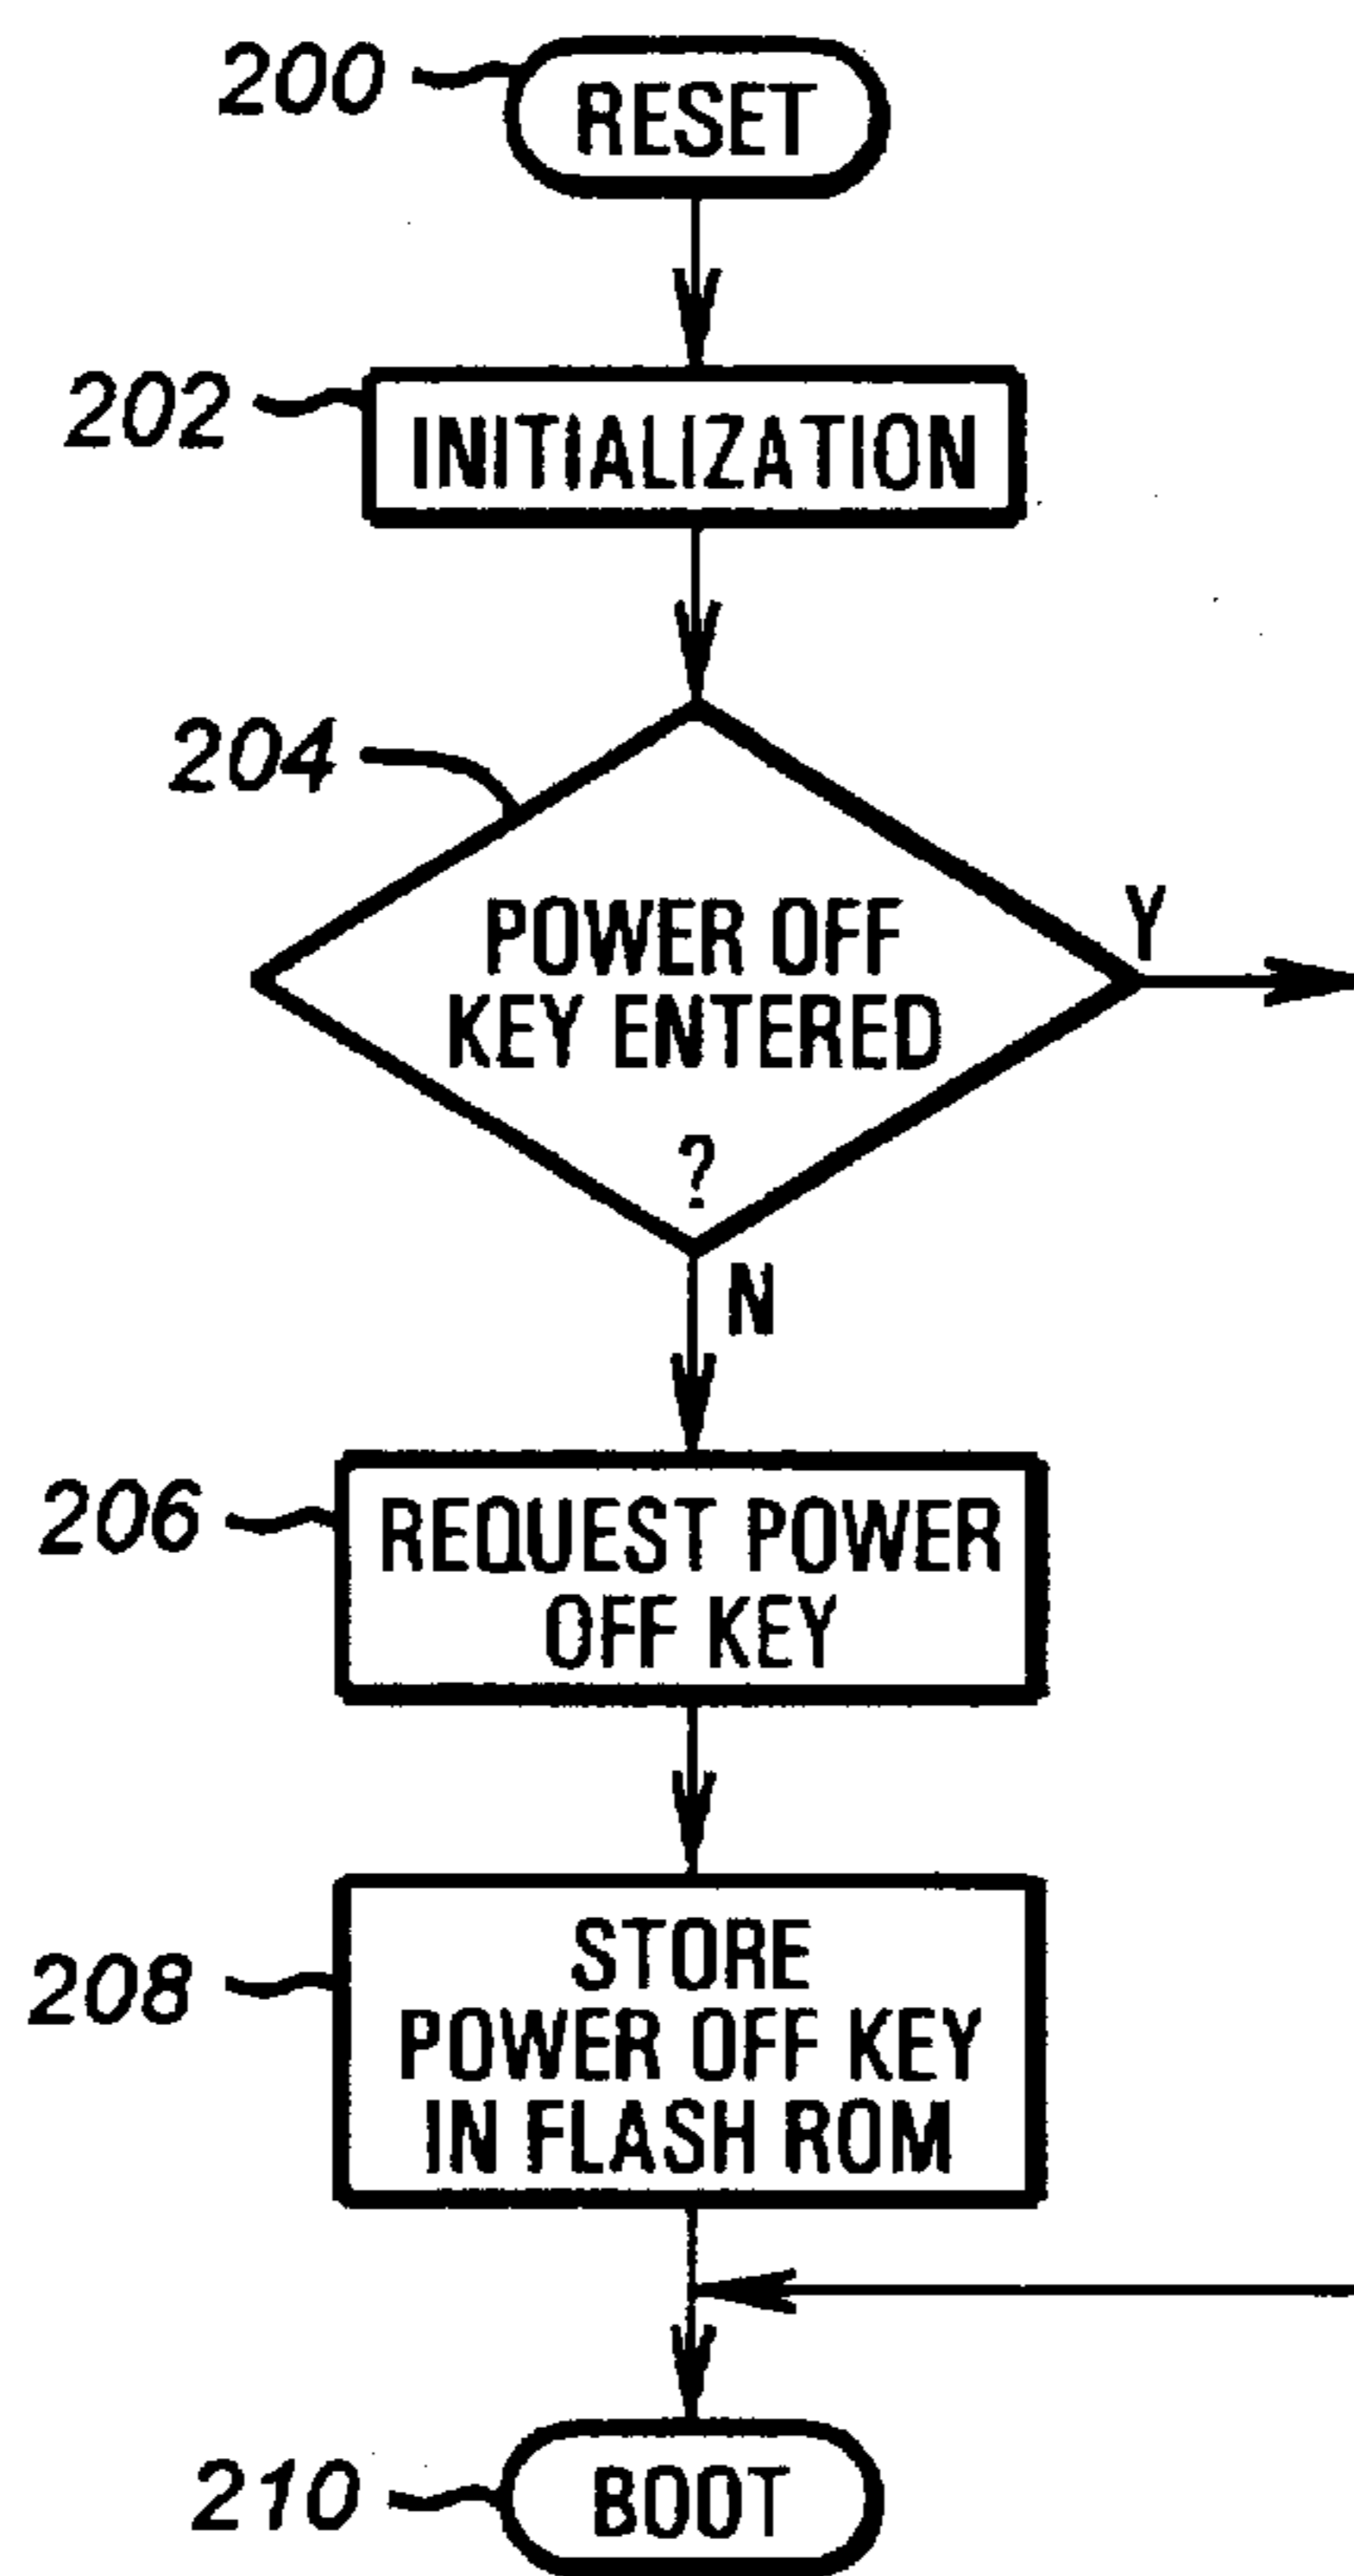 200
RESET
202
INITIALIZATION
204
POWER OFF
KEY ENTERED
?
Y
N
206
REQUEST POWER
OFF KEY
208
STORE
POWER OFF KEY
IN FLASH ROM
210
BOOT